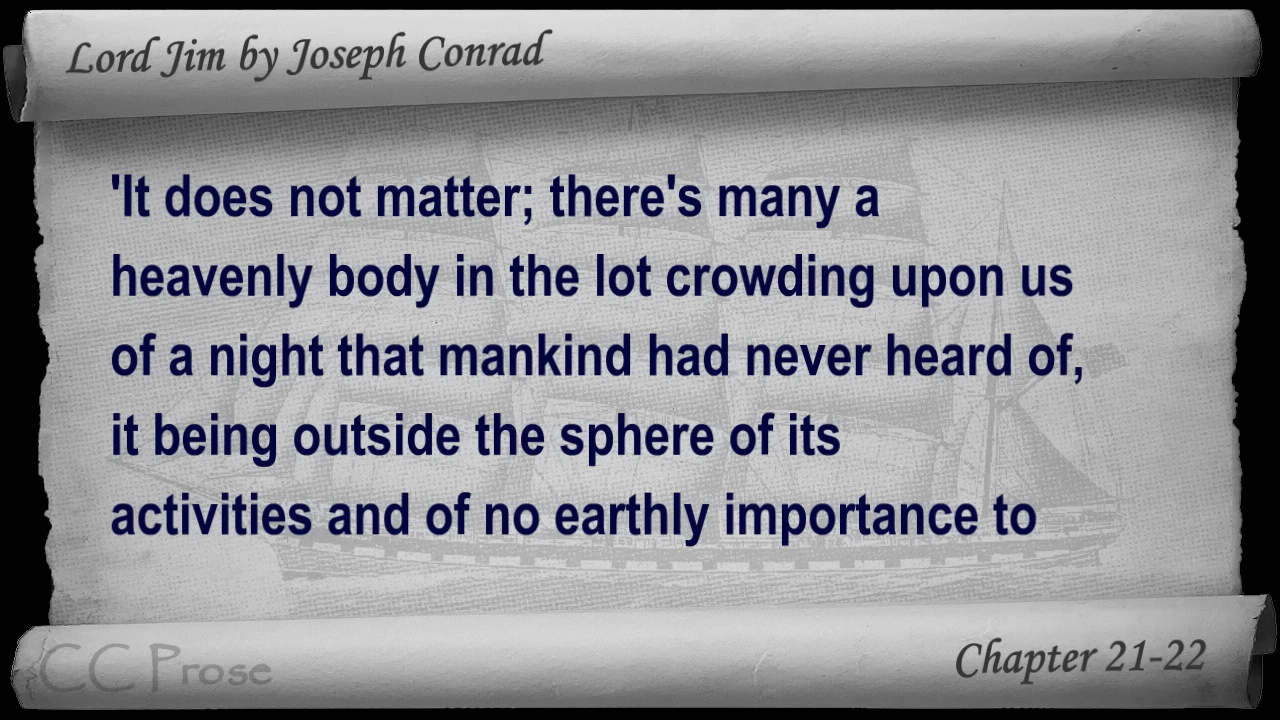 Lord Jim by Joseph Conrad
'It does not matter; there's many a
heavenly body in the lot crowding upon us
of a night that mankind had never heard of,
it being outside the sphere of its
activities and of no earthly importance to
CC Prose
Chapter 21-22